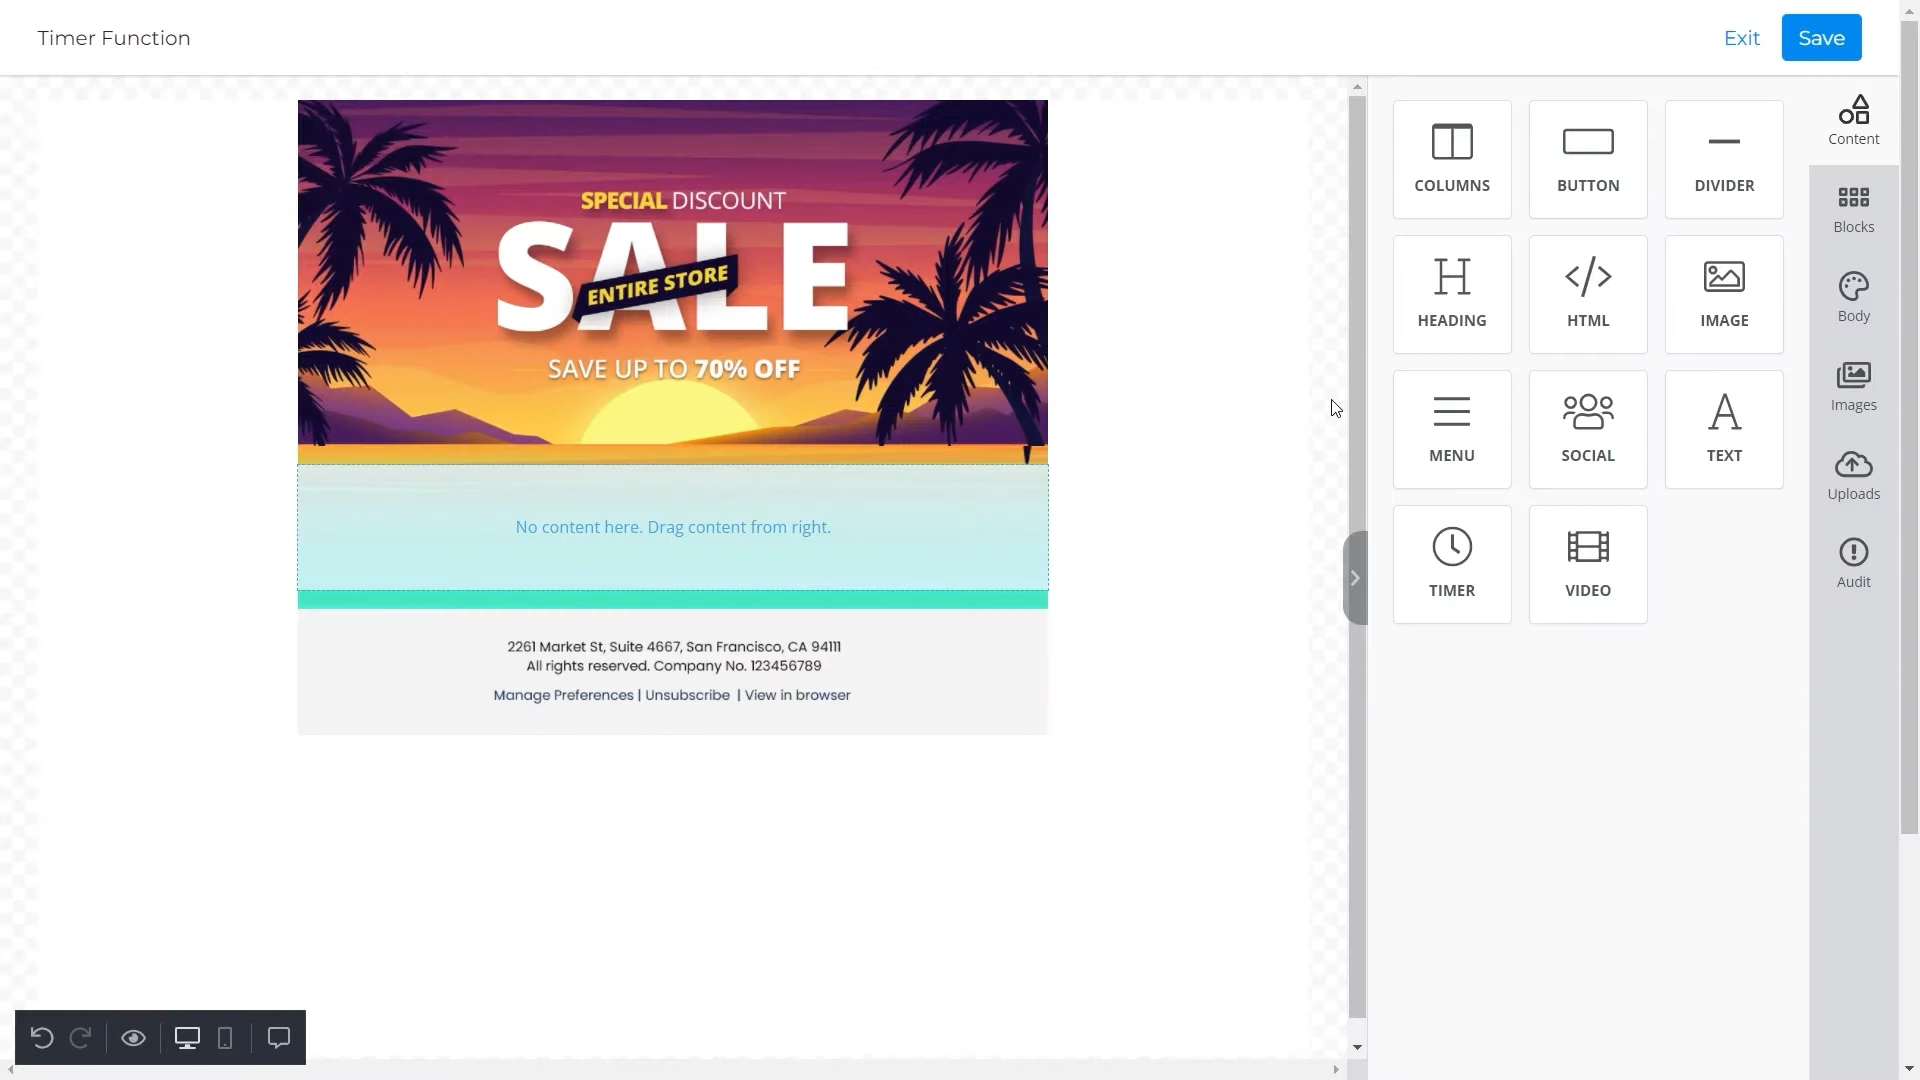 Timer Function
Exit
Save
SPECIAL DISCOUNT
SALE
ENTIRE STORE
SAVE UP TO 70% OFF
No content here. Drag content from right.
2261 Market St, Suite 4667, San Francisco, CA 94111
All rights reserved. Company No. 123456789
Manage Preferences | Unsubscribe | View in browser
COLUMNS
BUTTON
DIVIDER
HEADING
HTML
IMAGE
MENU
SOCIAL
TEXT
TIMER
VIDEO
Content
Blocks
Body
Images
Uploads
Audit